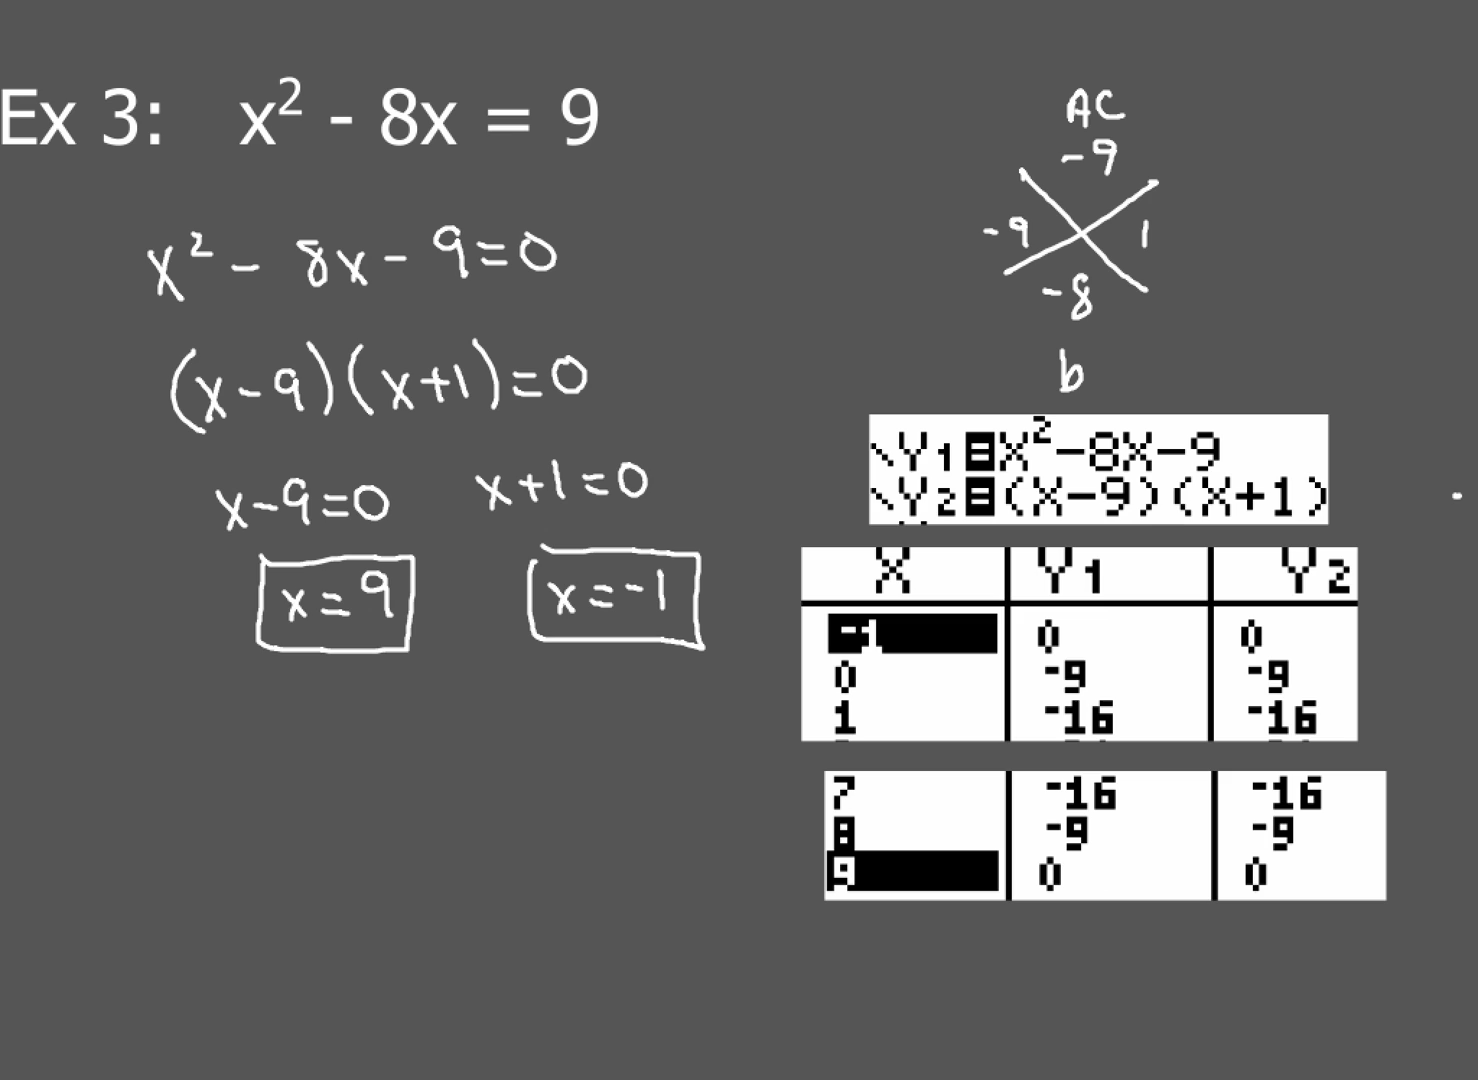 Ex 3: x² - 8x = 9
x² - 8x - 9 = 0
(x - 9)(x + 1) = 0
x - 9 = 0
x + 1 = 0
x = 9
x = -1
AC
-9
-9 1
-8
b
\Y1=X²-8X-9
\Y2=(X-9)(X+1)
X Y1 Y2
-1 0 0
0 -9 -9
1 -16 -16
7 -16 -16
8 -9 -9
9 0 0